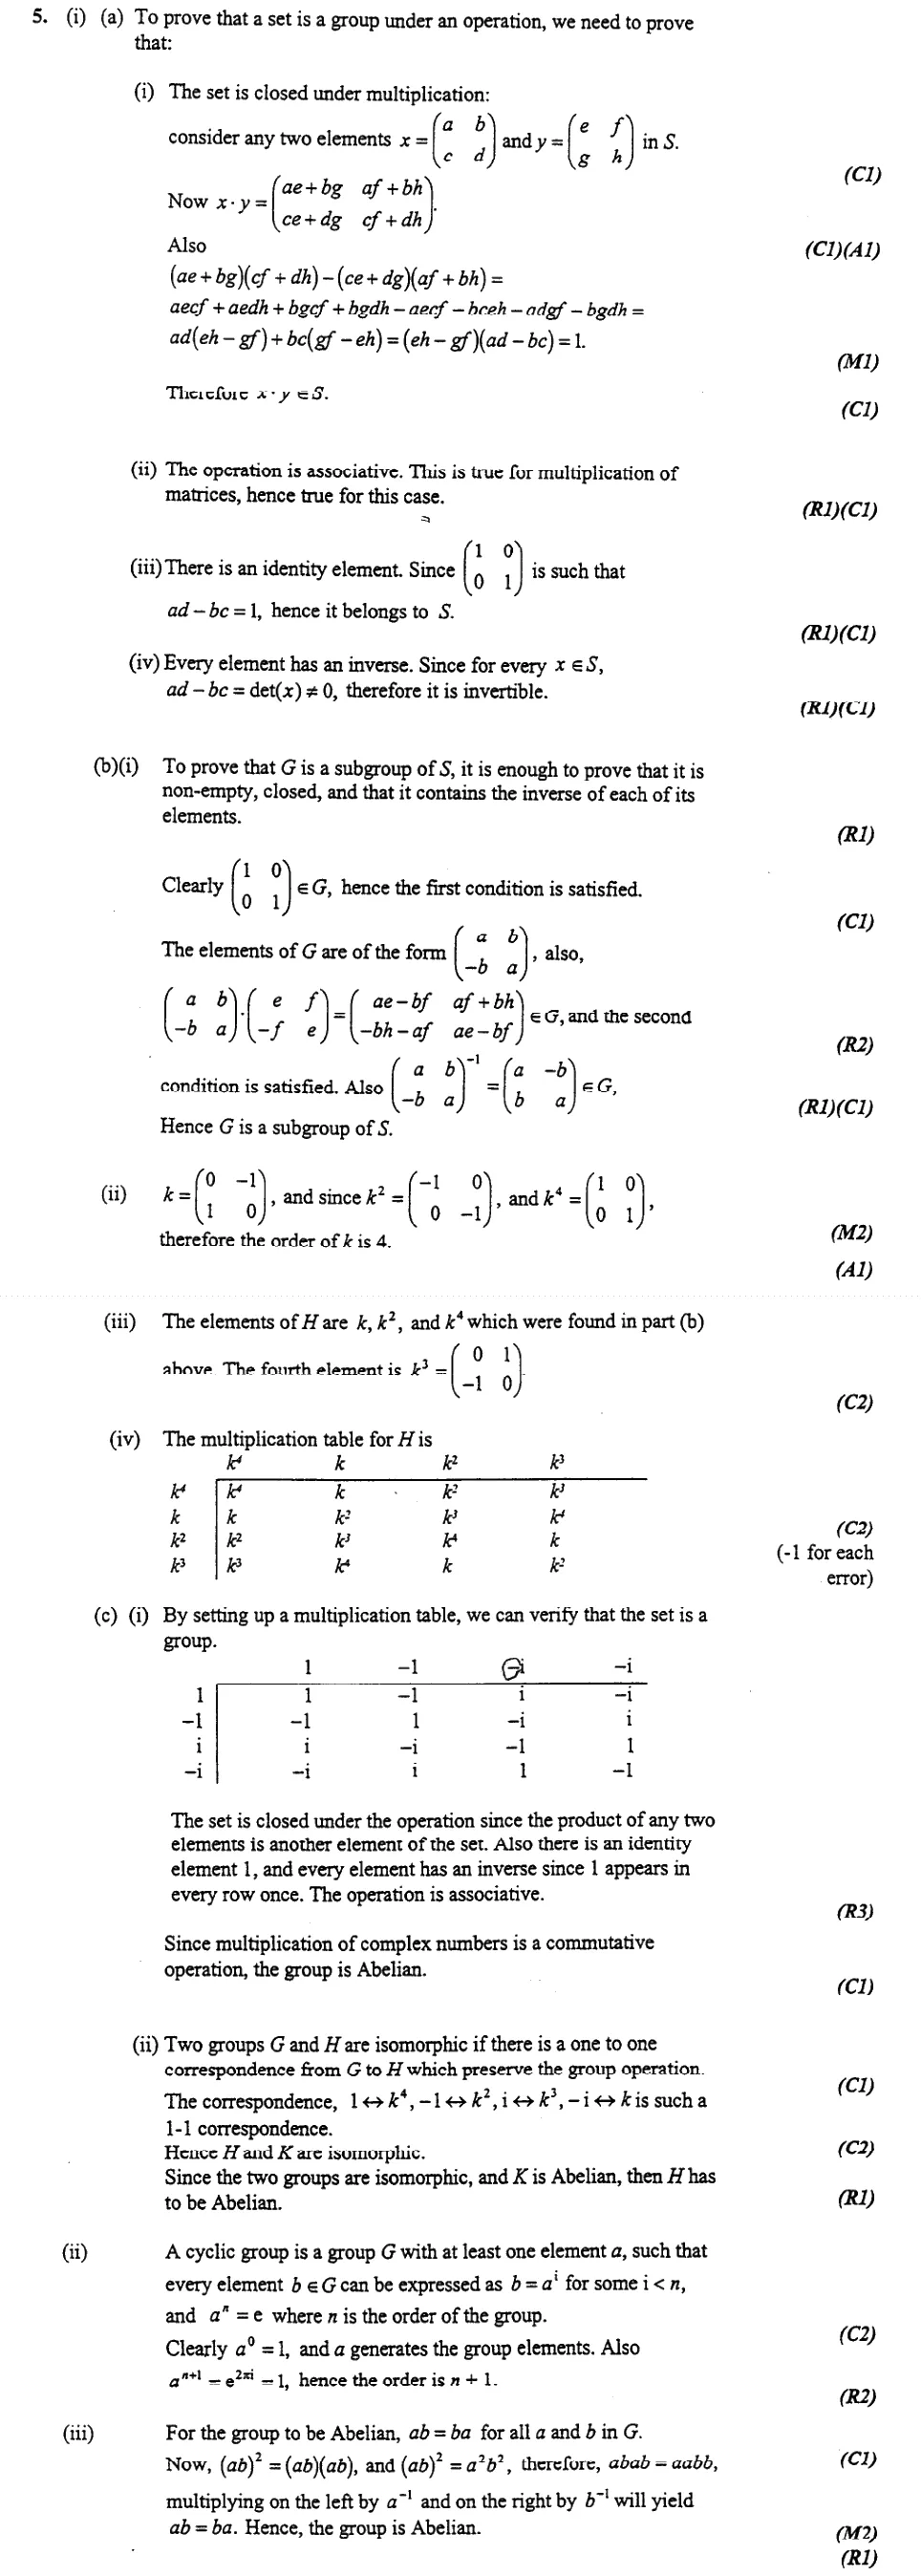 5. (i) (a) To prove that a set is a group under an operation, we need to prove
that:
(i) The set is closed under multiplication:
consider any two elements x = (a b; c d) and y = (e f; g h) in S.
(C1)
Now x · y = (ae + bg af + bh; ce + dg cf + dh).
Also
(C1)(A1)
(ae + bg)(cf + dh) − (ce + dg)(af + bh) =
aecf + aedh + bgcf + bgdh − aecf − bceh − adgf − bgdh =
ad(eh − gf) + bc(gf − eh) = (eh − gf)(ad − bc) = 1.
(M1)
Therefore x · y ∈ S.
(C1)
(ii) The operation is associative. This is true for multiplication of
matrices, hence true for this case.
(R1)(C1)
(iii) There is an identity element. Since (1 0; 0 1) is such that
ad − bc = 1, hence it belongs to S.
(R1)(C1)
(iv) Every element has an inverse. Since for every x ∈ S,
ad − bc = det(x) ≠ 0, therefore it is invertible.
(R1)(C1)
(b)(i) To prove that G is a subgroup of S, it is enough to prove that it is
non-empty, closed, and that it contains the inverse of each of its
elements.
(R1)
Clearly (1 0; 0 1) ∈ G, hence the first condition is satisfied.
(C1)
The elements of G are of the form (a b; −b a), also,
(a b; −b a)·(e f; −f e) = (ae − bf af + bh; −bh − af ae − bf) ∈ G, and the second
(R2)
condition is satisfied. Also (a b; −b a)⁻¹ = (a −b; b a) ∈ G,
(R1)(C1)
Hence G is a subgroup of S.
(ii) k = (0 −1; 1 0), and since k² = (−1 0; 0 −1), and k⁴ = (1 0; 0 1),
therefore the order of k is 4.
(M2)
(A1)
(iii) The elements of H are k, k², and k⁴ which were found in part (b)
above. The fourth element is k³ = (0 1; −1 0).
(C2)
(iv) The multiplication table for H is
k⁴ k k² k³
k⁴ k⁴ k k² k³
k k k² k³ k⁴
k² k² k³ k⁴ k
k³ k³ k⁴ k k²
(C2)
(-1 for each
error)
(c) (i) By setting up a multiplication table, we can verify that the set is a
group.
1 −1 −i −i
1 1 −1 i −i
−1 −1 1 −i i
i i −i −1 1
−i −i i 1 −1
The set is closed under the operation since the product of any two
elements is another element of the set. Also there is an identity
element 1, and every element has an inverse since 1 appears in
every row once. The operation is associative.
(R3)
Since multiplication of complex numbers is a commutative
operation, the group is Abelian.
(C1)
(ii) Two groups G and H are isomorphic if there is a one to one
correspondence from G to H which preserve the group operation.
(C1)
The correspondence, 1 ↔ k⁴, −1 ↔ k², i ↔ k³, −i ↔ k is such a
1-1 correspondence.
Hence H and K are isomorphic.
(C2)
Since the two groups are isomorphic, and K is Abelian, then H has
to be Abelian.
(R1)
(ii) A cyclic group is a group G with at least one element a, such that
every element b ∈ G can be expressed as b = aⁱ for some i < n,
and aⁿ = e where n is the order of the group.
(C2)
Clearly a⁰ = 1, and a generates the group elements. Also
aⁿ⁺¹ = e²πⁱ = 1, hence the order is n + 1.
(R2)
(iii) For the group to be Abelian, ab = ba for all a and b in G.
(C1)
Now, (ab)² = (ab)(ab), and (ab)² = a²b², therefore, abab = aabb,
multiplying on the left by a⁻¹ and on the right by b⁻¹ will yield
ab = ba. Hence, the group is Abelian.
(M2)
(R1)